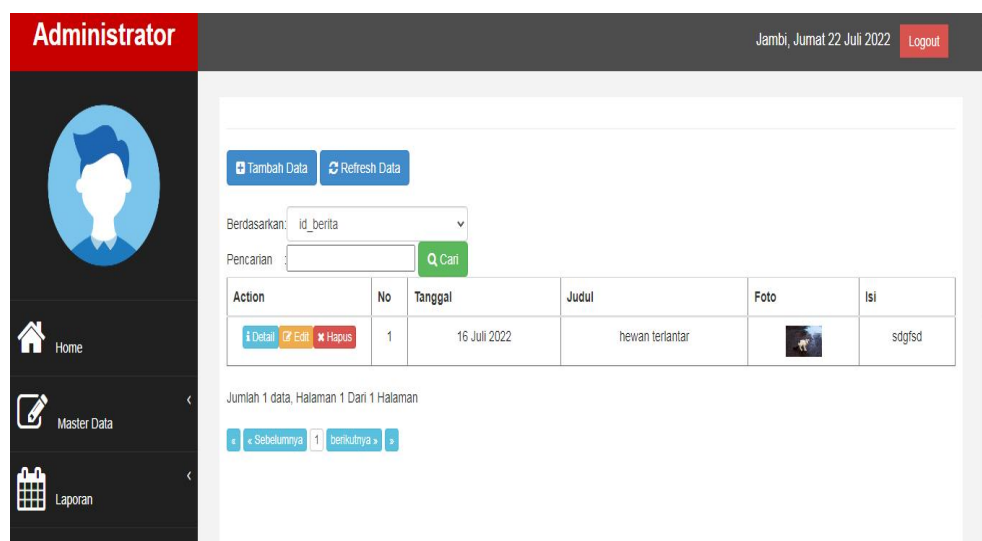 Administrator
Jambi, Jumat 22 Juli 2022 Logout
Tambah Data Refresh Data
Berdasarkan: id_berita
Pencarian : Cari
Action No Tanggal Judul Foto Isi
Detail Edit Hapus 1 16 Juli 2022 hewan terlantar sdgfsd
Jumlah 1 data, Halaman 1 Dari 1 Halaman
« « Sebelumnya 1 berikutnya » »
Home
Master Data
Laporan